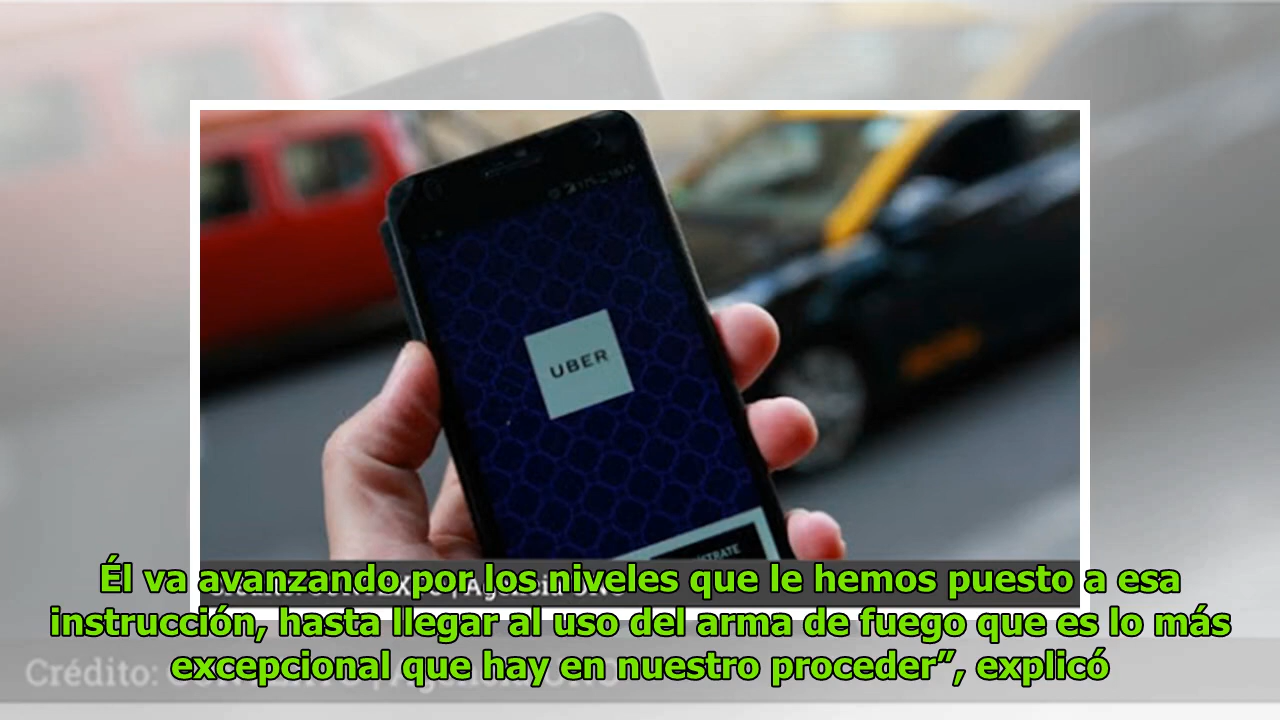 UBER
Él va avanzando por los niveles que le hemos puesto a esa
instrucción, hasta llegar al uso del arma de fuego que es lo más
excepcional que hay en nuestro proceder”, explicó
Crédito: